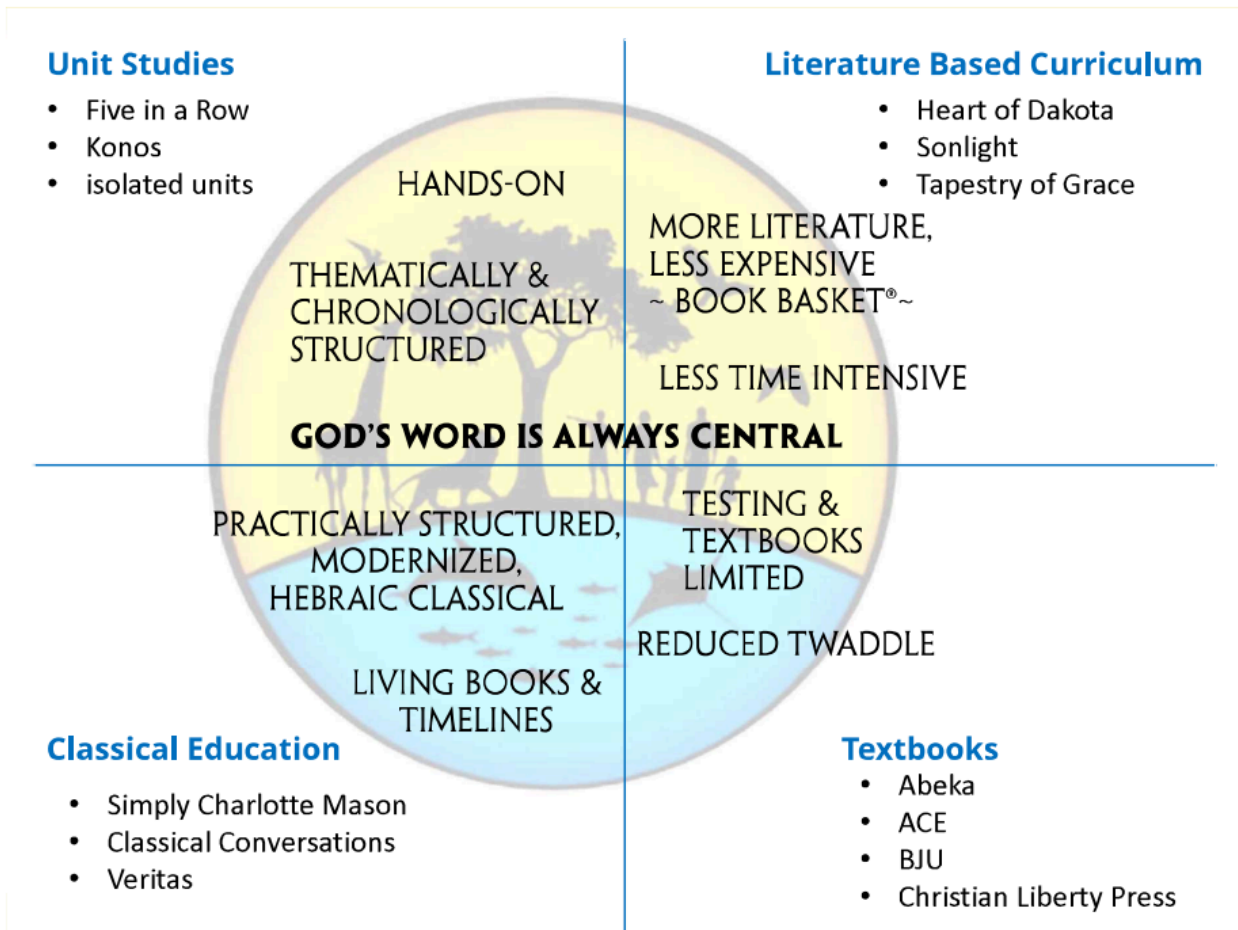 Unit Studies
• Five in a Row
• Konos
• isolated units
HANDS-ON
THEMATICALLY &
CHRONOLOGICALLY
STRUCTURED
Literature Based Curriculum
• Heart of Dakota
• Sonlight
• Tapestry of Grace
MORE LITERATURE,
LESS EXPENSIVE
~ BOOK BASKET®~
LESS TIME INTENSIVE
GOD'S WORD IS ALWAYS CENTRAL
PRACTICALLY STRUCTURED,
MODERNIZED,
HEBRAIC CLASSICAL
LIVING BOOKS &
TIMELINES
Classical Education
• Simply Charlotte Mason
• Classical Conversations
• Veritas
TESTING &
TEXTBOOKS
LIMITED
REDUCED TWADDLE
Textbooks
• Abeka
• ACE
• BJU
• Christian Liberty Press